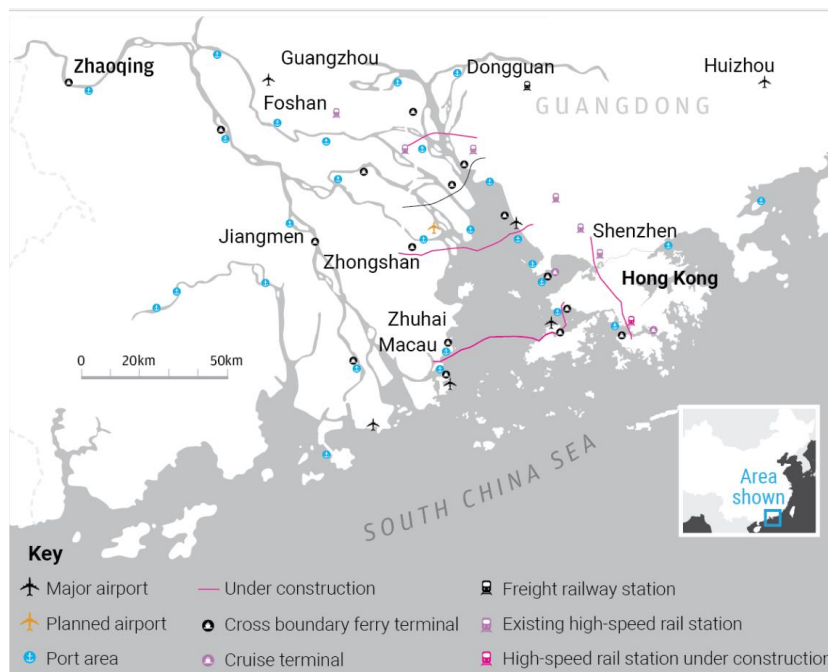 Zhaoqing
Guangzhou
Dongguan
Huizhou
Foshan
GUANGDONG
Jiangmen
Zhongshan
Shenzhen
Hong Kong
Zhuhai
Macau
0 20km 50km
SOUTH CHINA SEA
Area
shown
Key
Major airport
Under construction
Freight railway station
Planned airport
Cross boundary ferry terminal
Existing high-speed rail station
Port area
Cruise terminal
High-speed rail station under construction